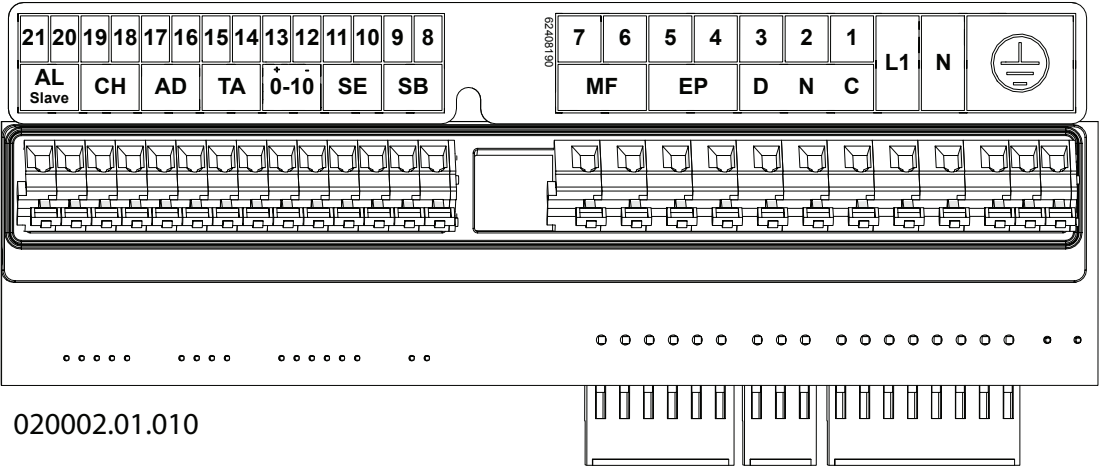 21 20 19 18 17 16 15 14 13 12 11 10 9 8
AL Slave CH AD TA + 0-10 - SE SB
62408190
7 6 5 4 3 2 1 L1 N
MF EP D N C
020002.01.010